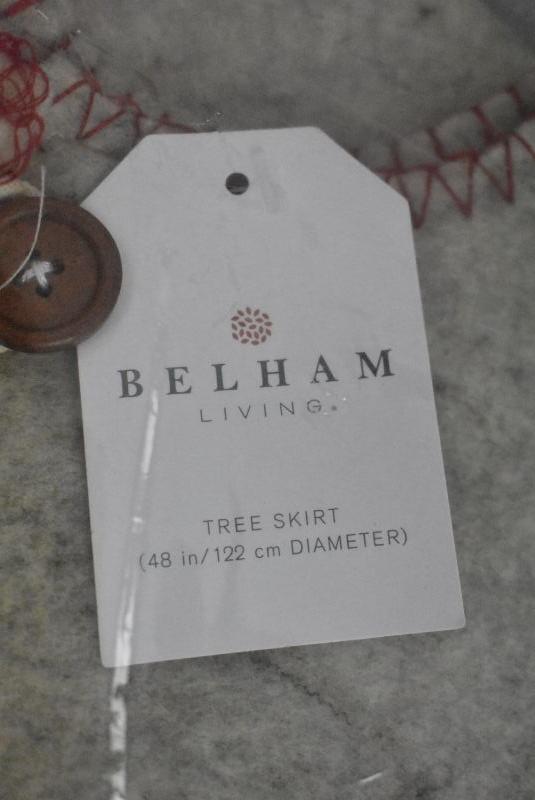 BELHAM
LIVING®
TREE SKIRT
(48 in/122 cm DIAMETER)